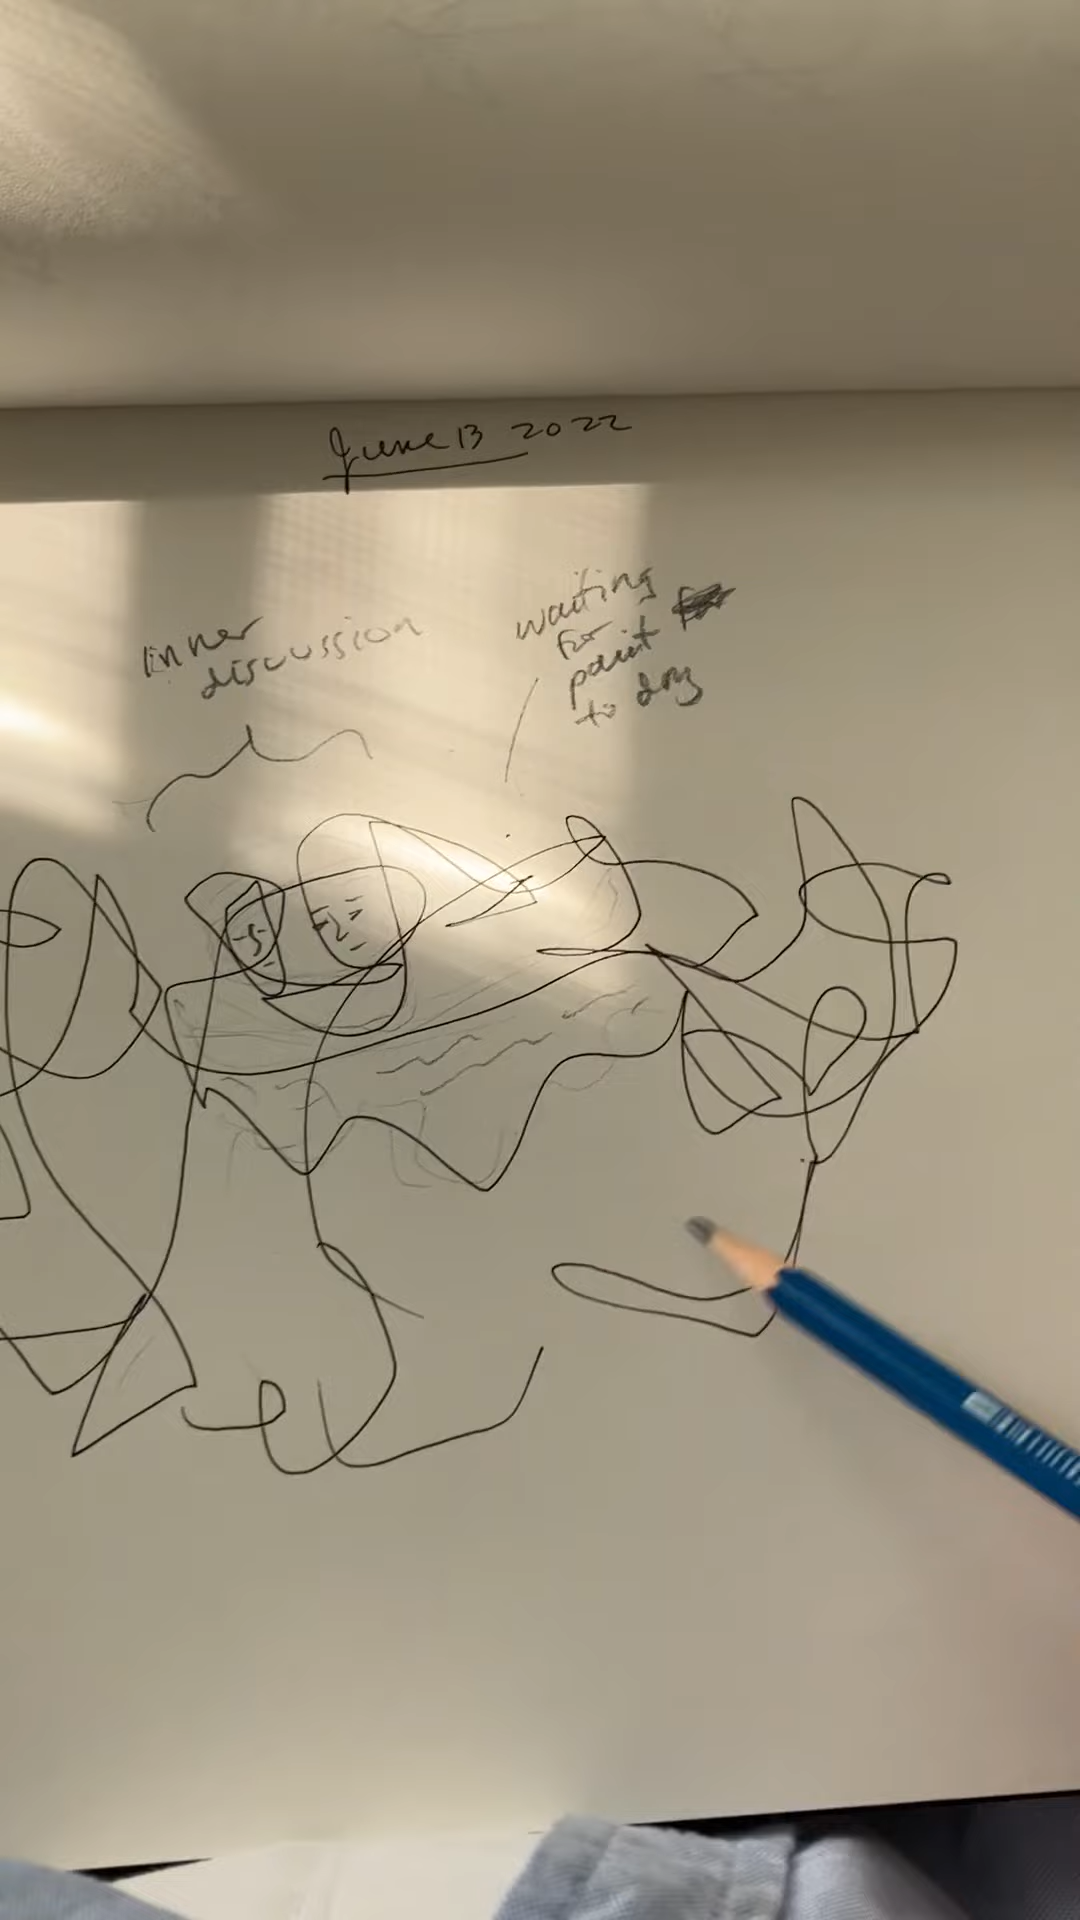 June 13 2022
inner
discussion
waiting
for
paint
to dry